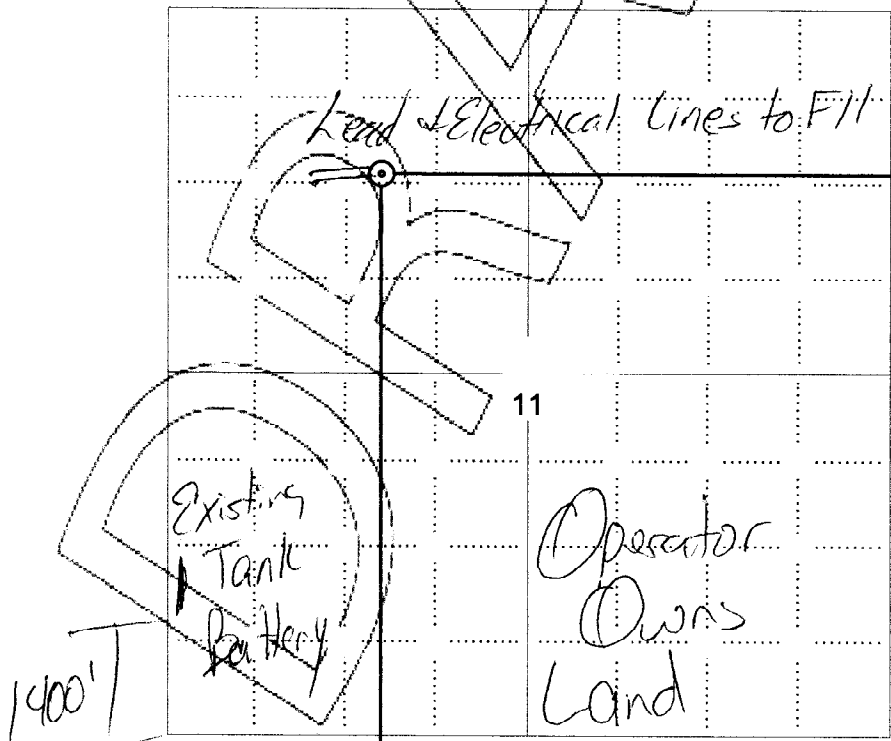 Lead & Electrical Lines to F11
11
Existing
Tank
Battery
Operator
Owns
Land
1400'